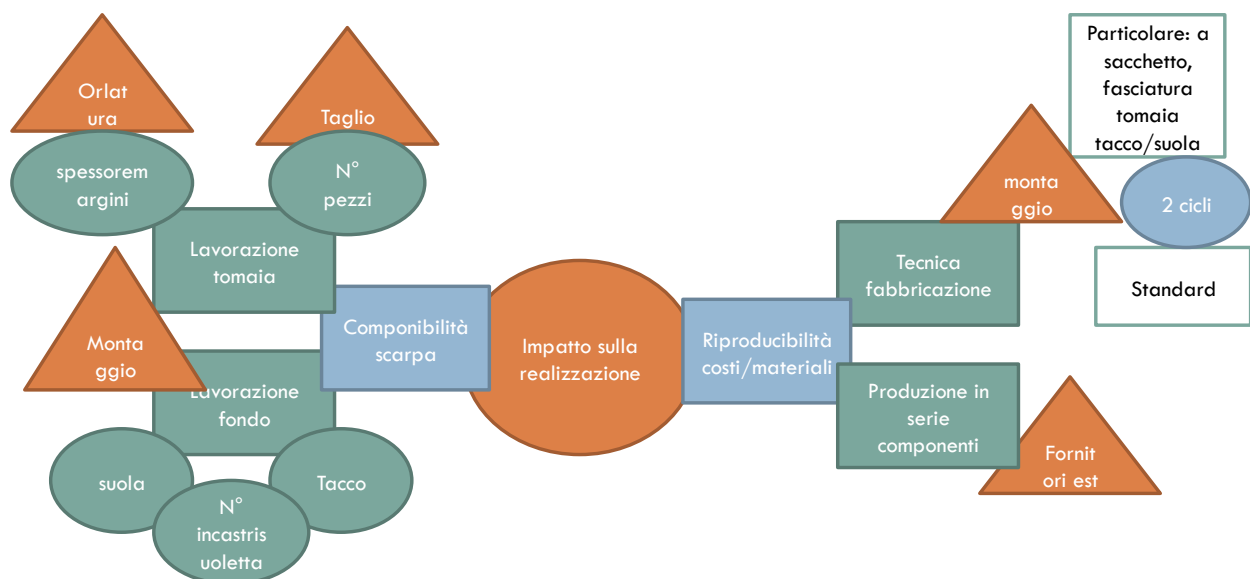 Orlat
ura
spessorem
argini
Taglio
N°
pezzi
Lavorazione
tomaia
Monta
ggio
Lavorazione
fondo
suola
N°
incastris
uoletta
Tacco
Componibilità
scarpa
Impatto sulla
realizzazione
Riproducibilità
costi/materiali
Tecnica
fabbricazione
monta
ggio
Particolare: a
sacchetto,
fasciatura
tomaia
tacco/suola
2 cicli
Standard
Produzione in
serie
componenti
Fornit
ori est